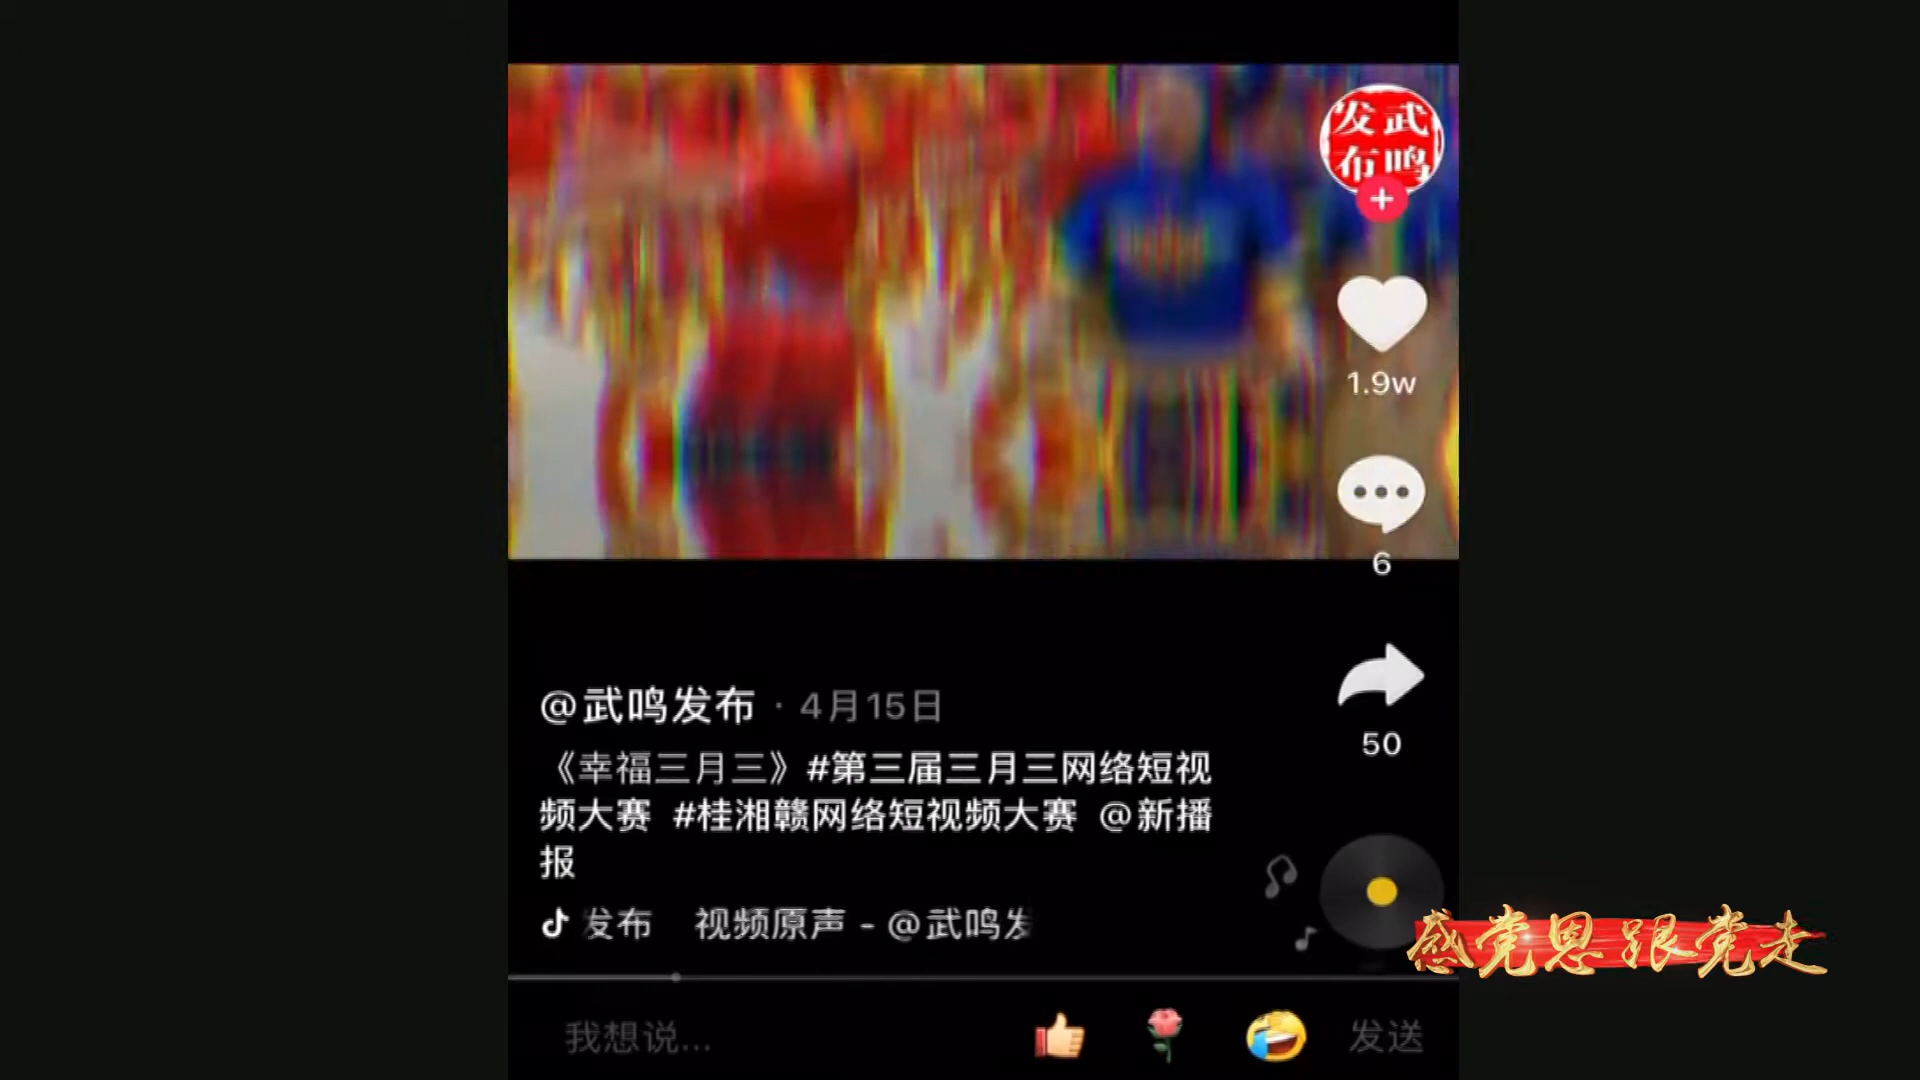 发武
布鸣
1.9w
6
50
@武鸣发布 · 4月15日
《幸福三月三》#第三届三月三网络短视
频大赛 #桂湘赣网络短视频大赛 @新播
报
发布 视频原声 - @武鸣发
感党恩 跟党走
我想说... 发送